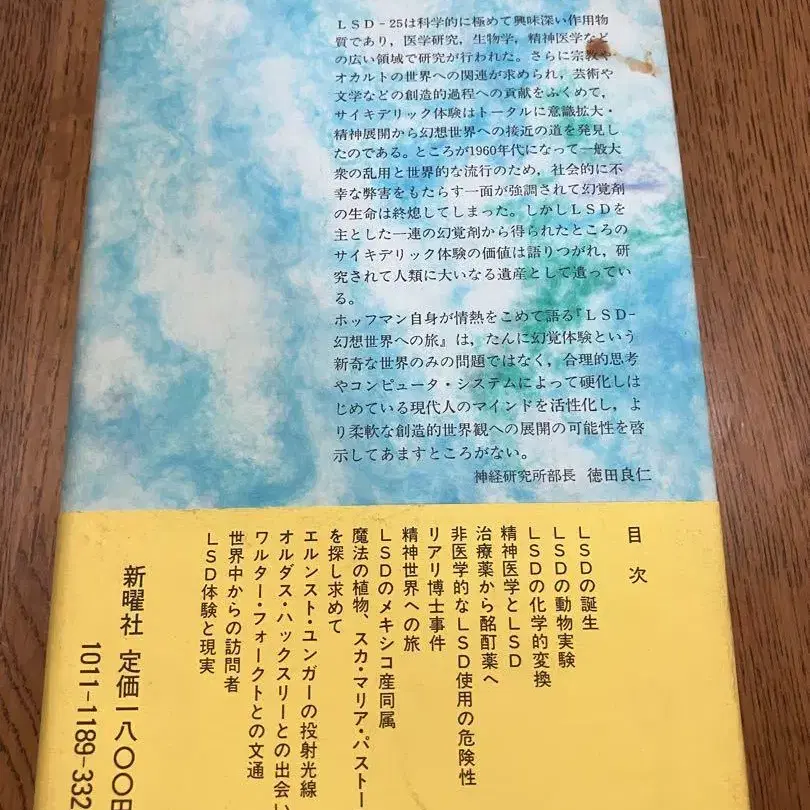 LSD-25は科学的に極めて興味深い作用物
質であり，医学研究，生物学，精神医学など
の広い領域で研究が行われた。さらに宗教や
オカルトの世界への関連が求められ，芸術や
文学などの創造的過程への貢献をふくめて，
サイキデリック体験はトータルに意識拡大・
精神展開から幻想世界への接近の道を発見し
たのである。ところが1960年代になって一般大
衆の乱用と世界的な流行のため，社会的に不
幸な弊害をもたらす一面が強調されて幻覚剤
の生命は終熄してしまった。しかしLSDを
主とした一連の幻覚剤から得られたところの
サイキデリック体験の価値は語りつがれ，研
究されて人類に大いなる遺産として遺ってい
る。
ホッフマン自身が情熱をこめて語る『LSD-
幻想世界への旅』は，たんに幻覚体験という
新奇な世界のみの問題ではなく，合理的思考
やコンピュータ・システムによって硬化しは
じめている現代人のマインドを活性化し，よ
り柔軟な創造的世界観への展開の可能性を啓
示してあますところがない。
神経研究所部長 徳田良仁
目次
LSDの誕生
LSDの動物実験
LSDの化学的変換
精神医学とLSD
治療薬から酩酊薬へ
非医学的なLSD使用の危険性
リアリ博士事件
精神世界への旅
LSDのメキシコ産同属
魔法の植物、スカ・マリア・パストー
を探し求めて
エルンスト・ユンガーの投射光線
オルダス・ハックスリーとの出会い
ワルター・フォークトとの文通
世界中からの訪問者
LSD体験と現実
新曜社 定価一八〇〇円
1011-1189-332